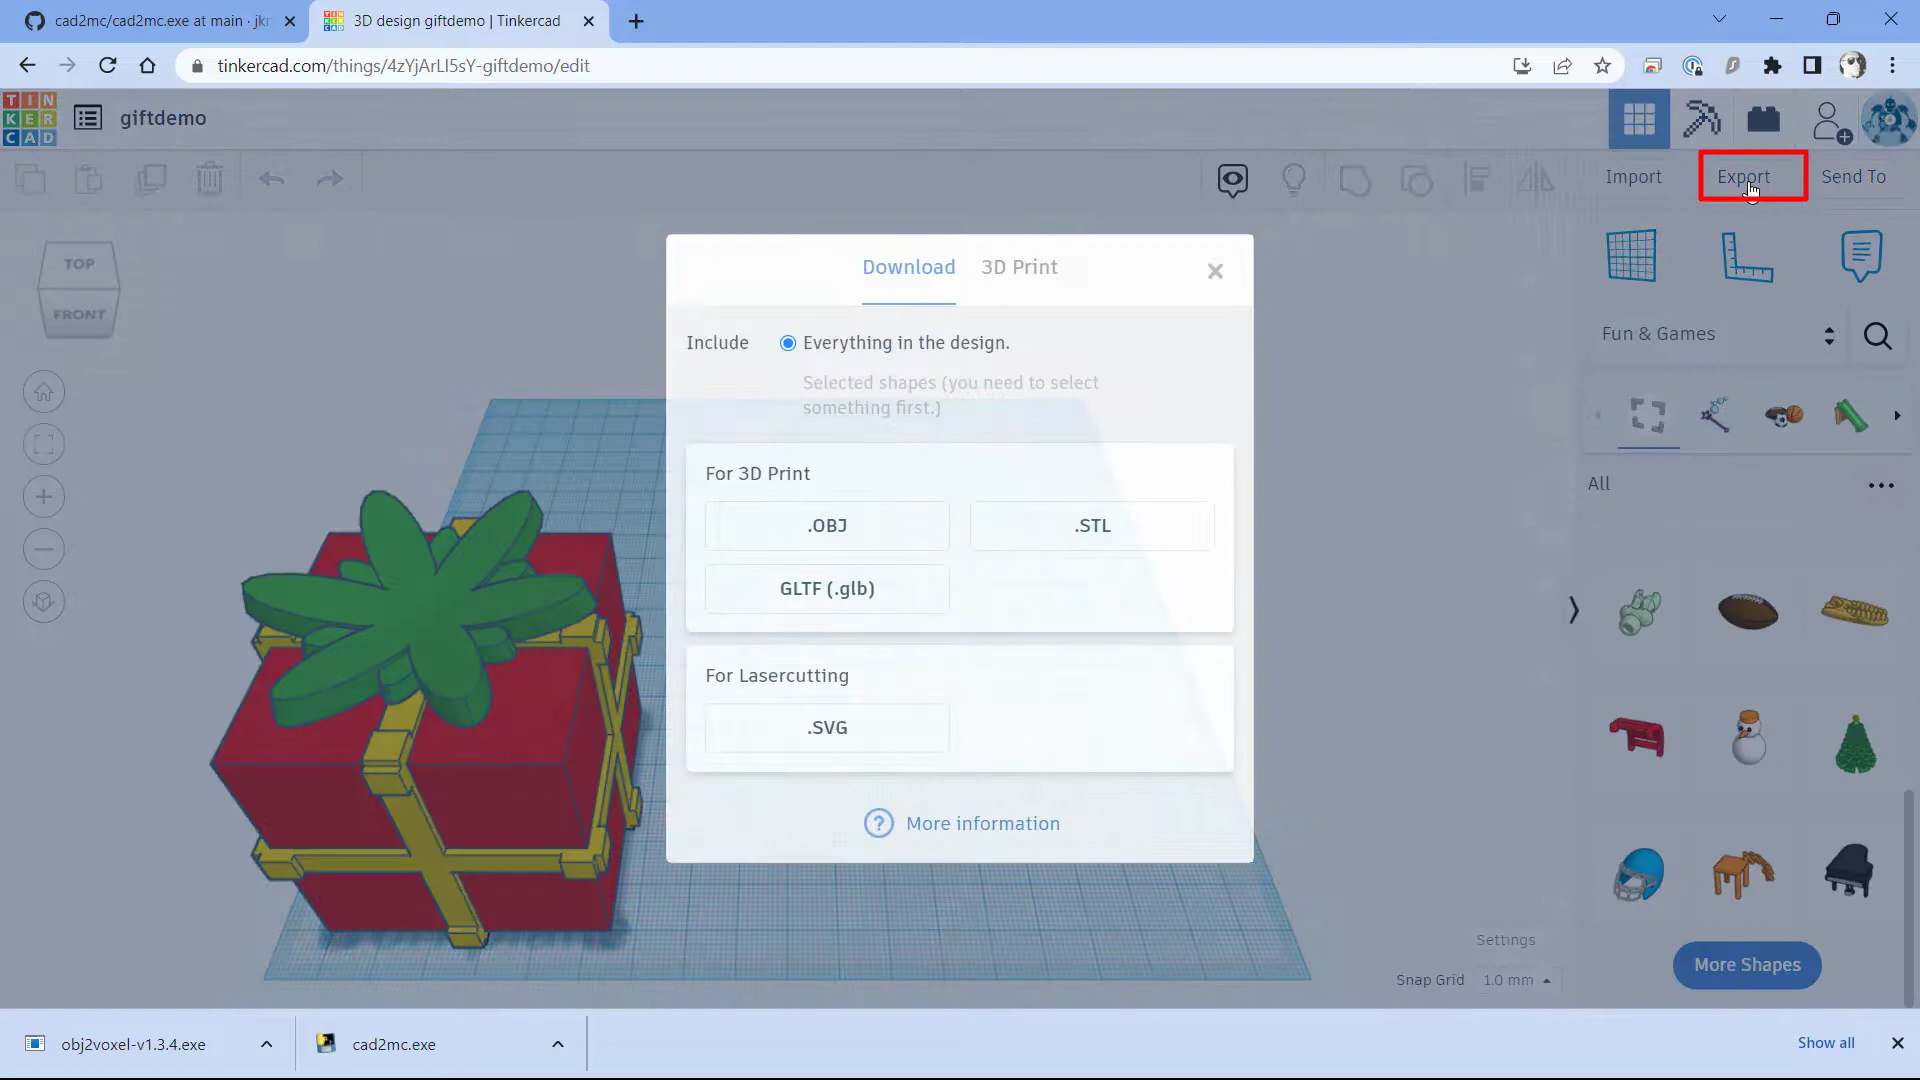 cad2mc/cad2mc.exe at main · jkr
3D design giftdemo | Tinkercad
tinkercad.com/things/4zYjArLI5sY-giftdemo/edit
TIN
KER
CAD
giftdemo
Import
Export
Send To
TOP
FRONT
Download
3D Print
Include
Everything in the design.
Selected shapes (you need to select
something first.)
For 3D Print
.OBJ
.STL
GLTF (.glb)
For Lasercutting
.SVG
? More information
Fun & Games
All
Settings
Snap Grid
1.0 mm
More Shapes
obj2voxel-v1.3.4.exe
cad2mc.exe
Show all